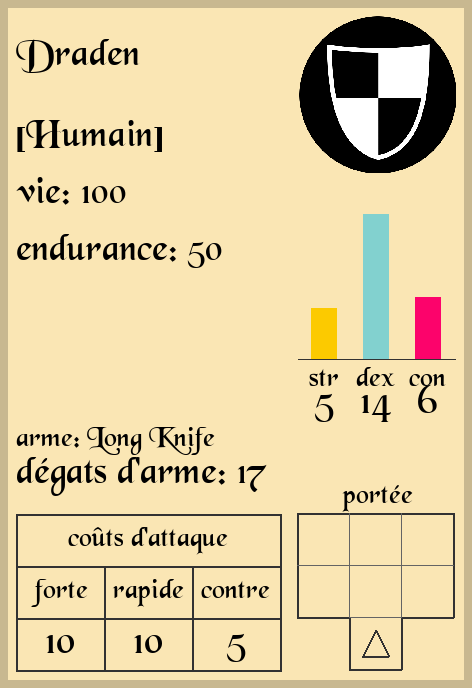 Draden
[Humain]
vie: 100
endurance: 50
str dex con
5 14 6
arme: Long Knife
dégats d'arme: 17
portée
coûts d'attaque
forte rapide contre
10 10 5